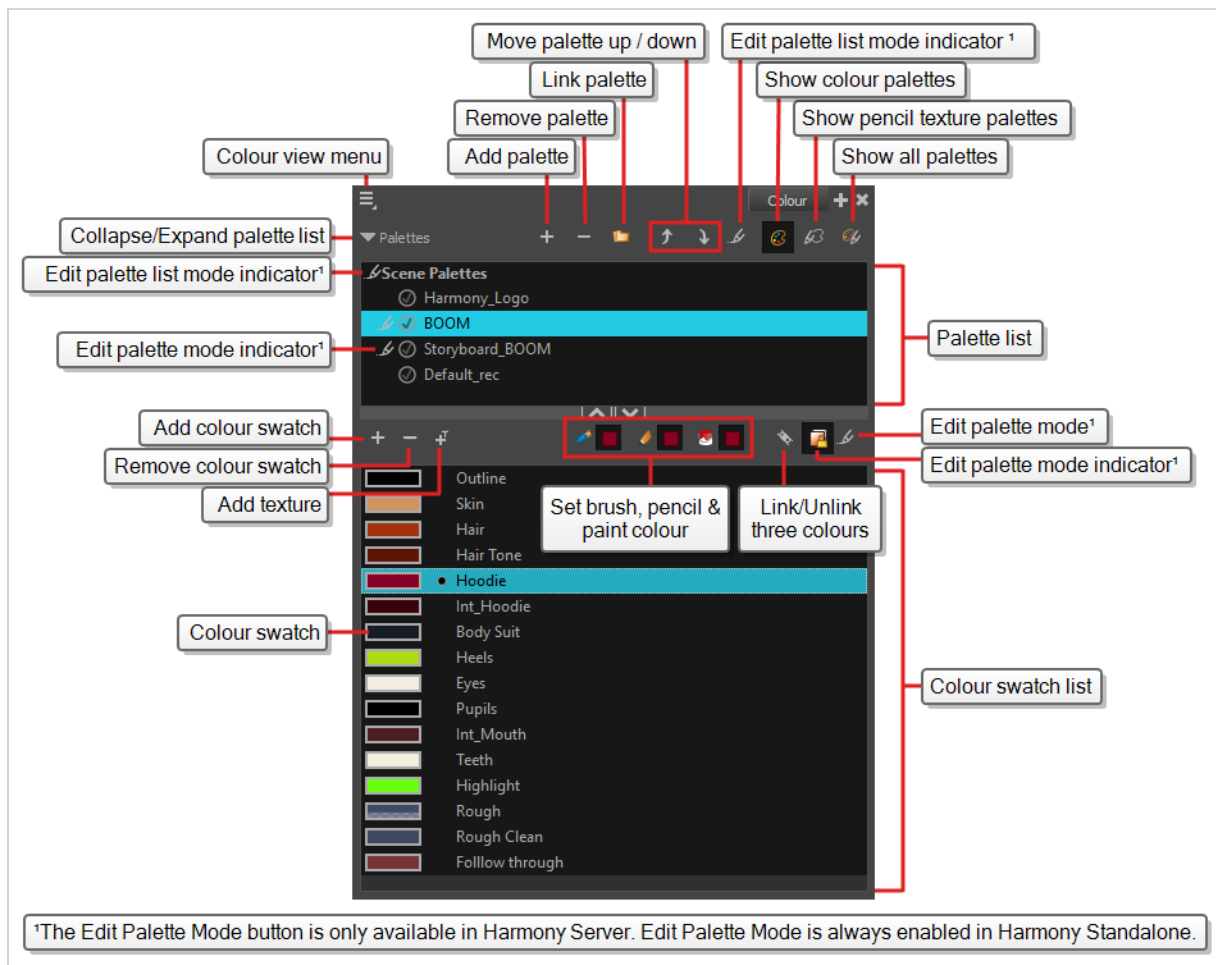 Move palette up / down
Edit palette list mode indicator ¹
Link palette
Show colour palettes
Remove palette
Show pencil texture palettes
Colour view menu
Add palette
Show all palettes
Colour
Collapse/Expand palette list
Palettes
Edit palette list mode indicator¹
Scene Palettes
Harmony_Logo
BOOM
Palette list
Edit palette mode indicator¹
Storyboard_BOOM
Default_rec
Add colour swatch
Edit palette mode¹
Remove colour swatch
Edit palette mode indicator¹
Add texture
T
Outline
Skin
Set brush, pencil &
paint colour
Link/Unlink
three colours
Hair
Hair Tone
Hoodie
Int_Hoodie
Colour swatch
Body Suit
Heels
Eyes
Colour swatch list
Pupils
Int_Mouth
Teeth
Highlight
Rough
Rough Clean
Folllow through
¹The Edit Palette Mode button is only available in Harmony Server. Edit Palette Mode is always enabled in Harmony Standalone.